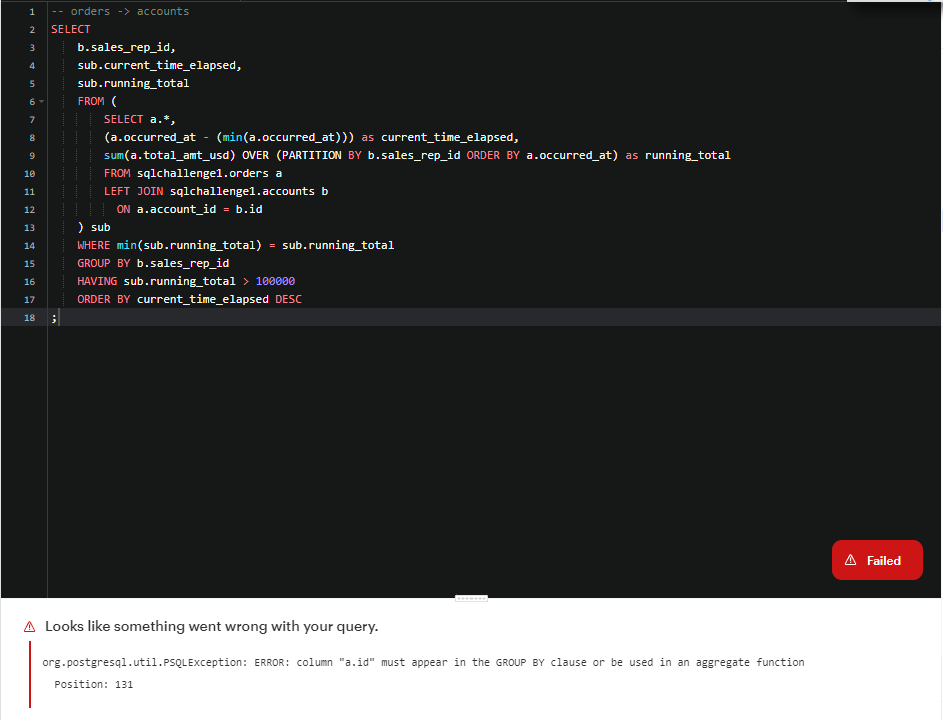 1 -- orders -> accounts
2 SELECT
3 b.sales_rep_id,
4 sub.current_time_elapsed,
5 sub.running_total
6 FROM (
7 SELECT a.*,
8 (a.occurred_at - (min(a.occurred_at))) as current_time_elapsed,
9 sum(a.total_amt_usd) OVER (PARTITION BY b.sales_rep_id ORDER BY a.occurred_at) as running_total
10 FROM sqlchallenge1.orders a
11 LEFT JOIN sqlchallenge1.accounts b
12 ON a.account_id = b.id
13 ) sub
14 WHERE min(sub.running_total) = sub.running_total
15 GROUP BY b.sales_rep_id
16 HAVING sub.running_total > 100000
17 ORDER BY current_time_elapsed DESC
18 ;
Failed
Looks like something went wrong with your query.
org.postgresql.util.PSQLException: ERROR: column "a.id" must appear in the GROUP BY clause or be used in an aggregate function
Position: 131